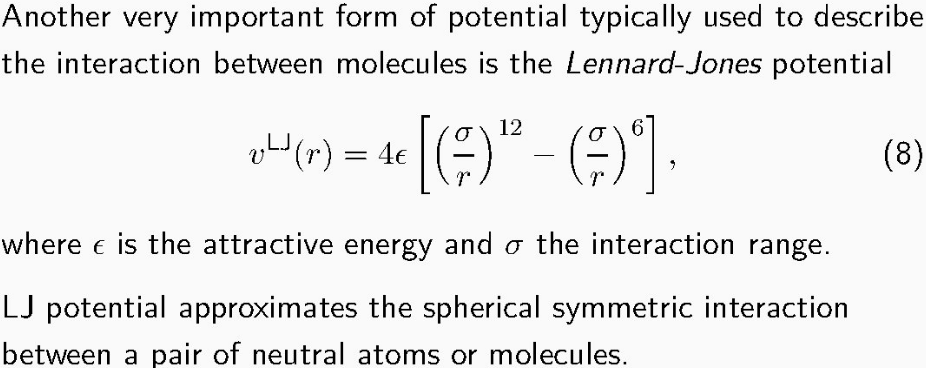 Another very important form of potential typically used to describe
the interaction between molecules is the Lennard-Jones potential
v^LJ(r) = 4ϵ [(σ/r)^12 − (σ/r)^6], (8)
where ϵ is the attractive energy and σ the interaction range.
LJ potential approximates the spherical symmetric interaction
between a pair of neutral atoms or molecules.